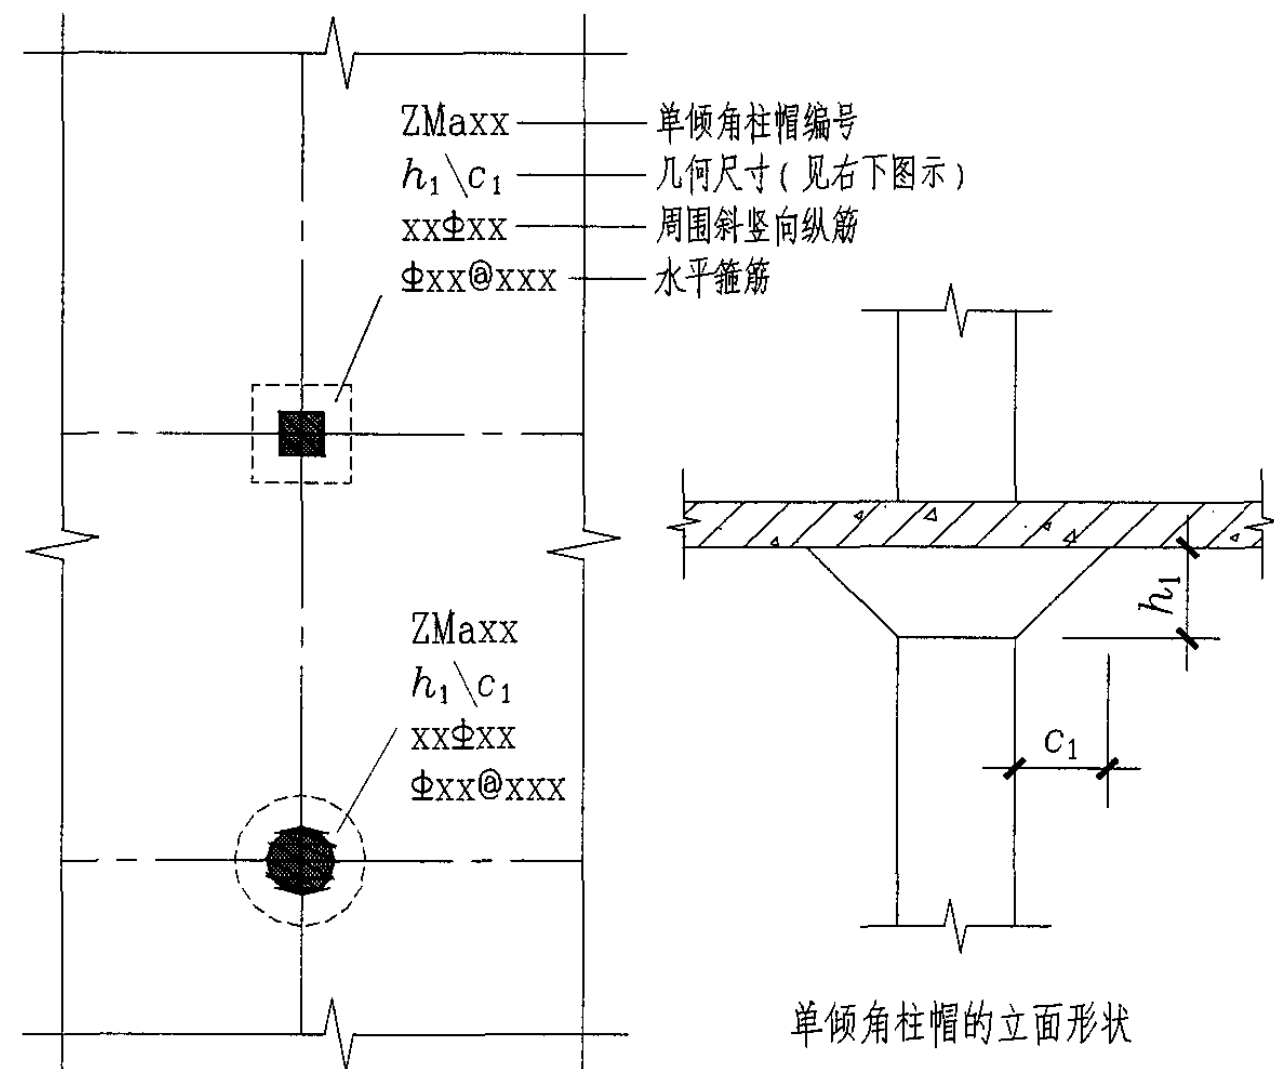 ZMaxx 单倾角柱帽编号
h₁\c₁ 几何尺寸(见右下图示)
xxΦxx 周围斜竖向纵筋
Φxx@xxx 水平箍筋
ZMaxx
h₁\c₁
xxΦxx
Φxx@xxx
h₁
c₁
单倾角柱帽的立面形状